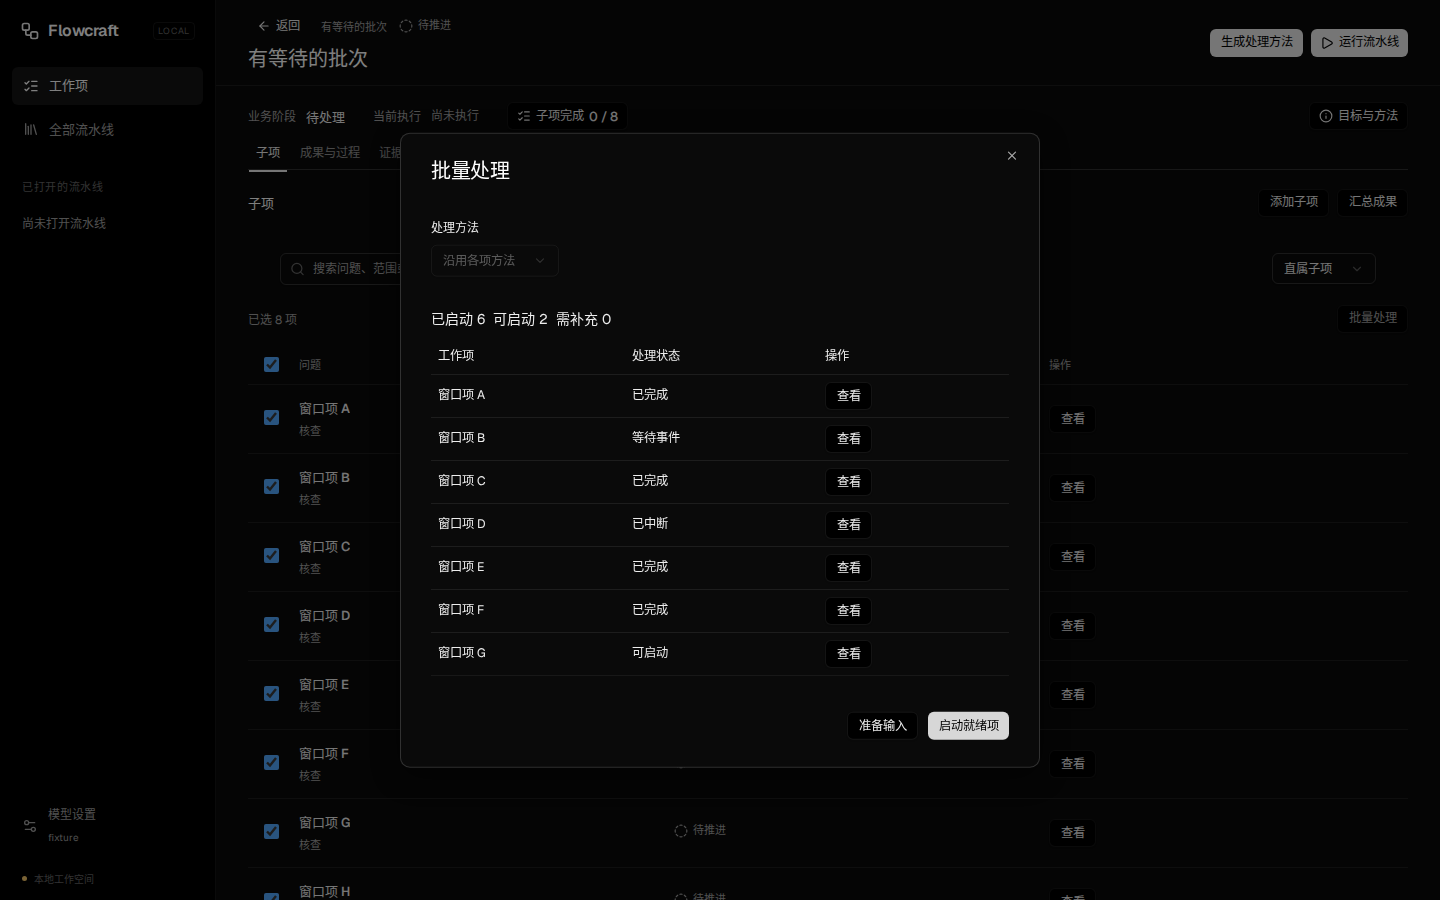 Flowcraft LOCAL
工作项
全部流水线
已打开的流水线
尚未打开流水线
模型设置
fixture
本地工作空间
返回 有等待的批次 待推进
有等待的批次
生成处理方法 运行流水线
业务阶段 待处理 当前执行 尚未执行 子项完成 0 / 8 目标与方法
子项 成果与过程 证据
子项 添加子项 汇总成果
搜索问题、范围 直属子项
已选 8 项 批量处理
问题 操作
窗口项 A
核查 查看
窗口项 B
核查 查看
窗口项 C
核查 查看
窗口项 D
核查 查看
窗口项 E
核查 查看
窗口项 F
核查 查看
窗口项 G
核查 待推进 查看
窗口项 H 待推进 查看
批量处理
处理方法
沿用各项方法
已启动 6 可启动 2 需补充 0
工作项 处理状态 操作
窗口项 A 已完成 查看
窗口项 B 等待事件 查看
窗口项 C 已完成 查看
窗口项 D 已中断 查看
窗口项 E 已完成 查看
窗口项 F 已完成 查看
窗口项 G 可启动 查看
准备输入 启动就绪项